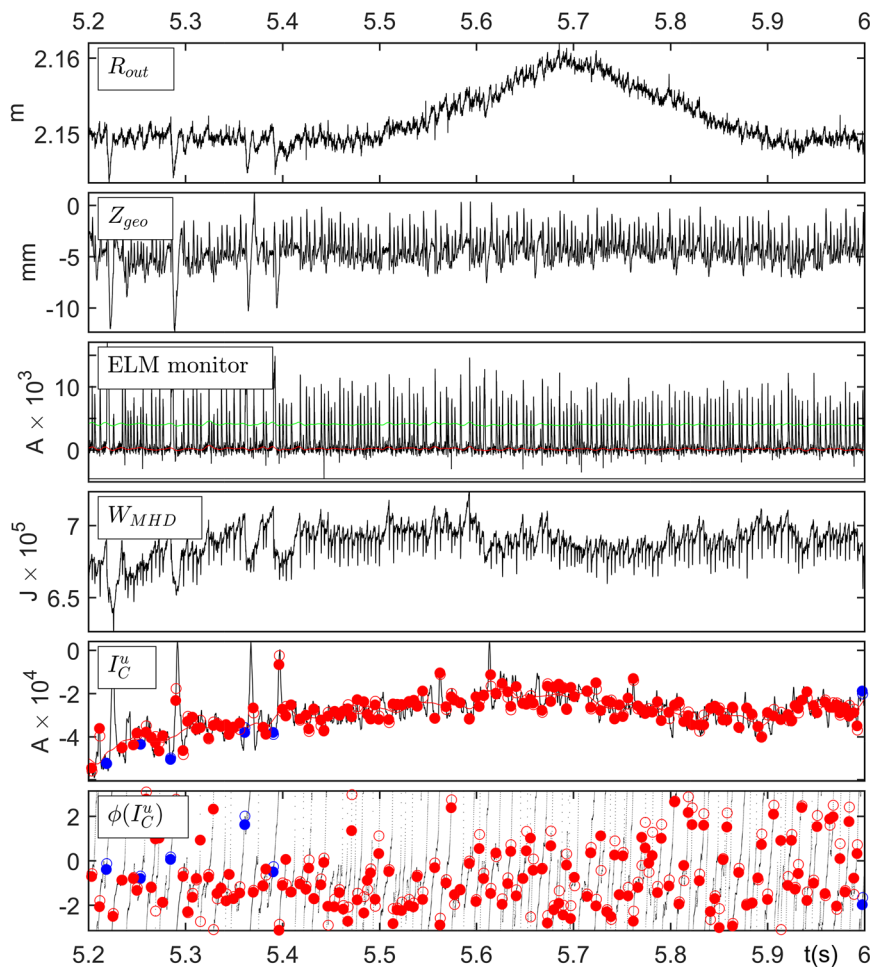 5.2 5.3 5.4 5.5 5.6 5.7 5.8 5.9 6
R_out
2.16
2.15
m
Z_geo
0
-5
-10
mm
ELM monitor
10
0
A × 10^3
W_MHD
7
6.5
J × 10^5
I_C^u
0
-2
-4
A × 10^4
ϕ(I_C^u)
2
0
-2
5.2 5.3 5.4 5.5 5.6 5.7 5.8 5.9 t(s) 6